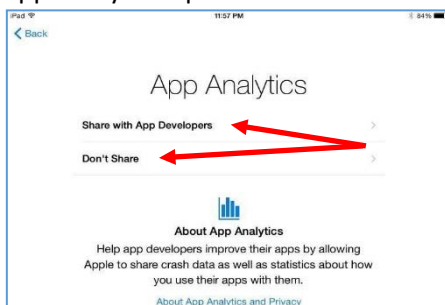 iPad
11:57 PM
84%
Back
App Analytics
Share with App Developers
Don't Share
About App Analytics
Help app developers improve their apps by allowing
Apple to share crash data as well as statistics about how
you use their apps with them.
About App Analytics and Privacy